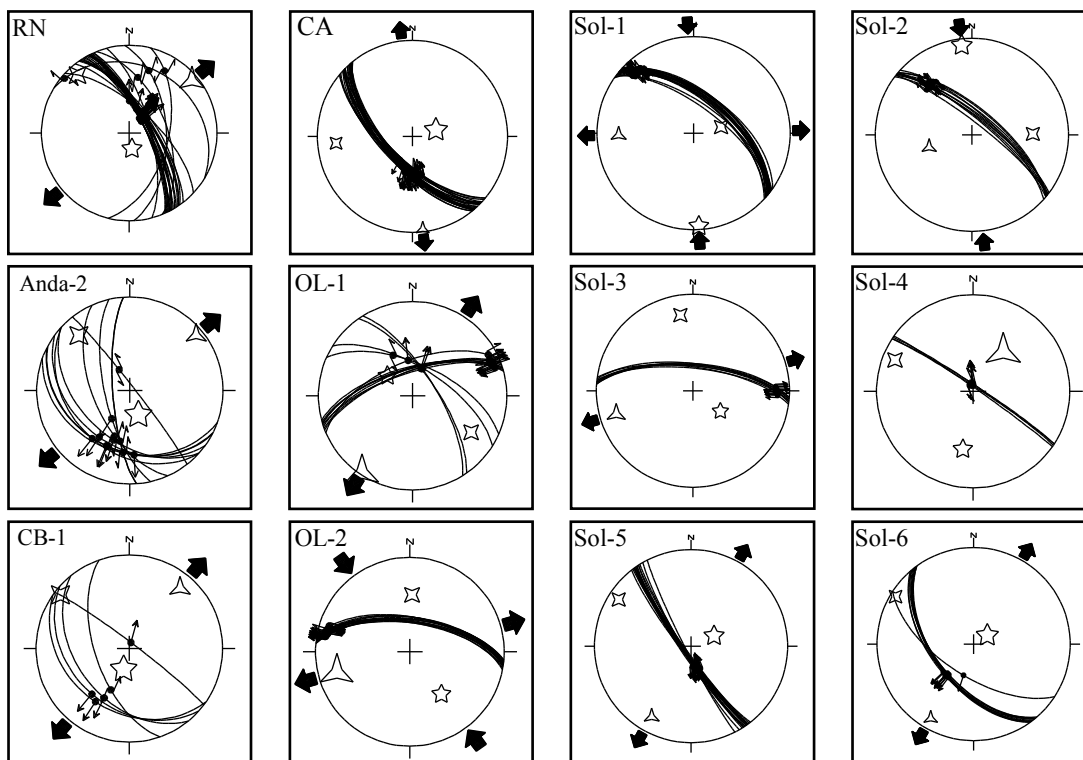 RN
N
CA
N
Sol-1
N
Sol-2
N
Anda-2
N
OL-1
N
Sol-3
N
Sol-4
N
CB-1
N
OL-2
N
Sol-5
N
Sol-6
N